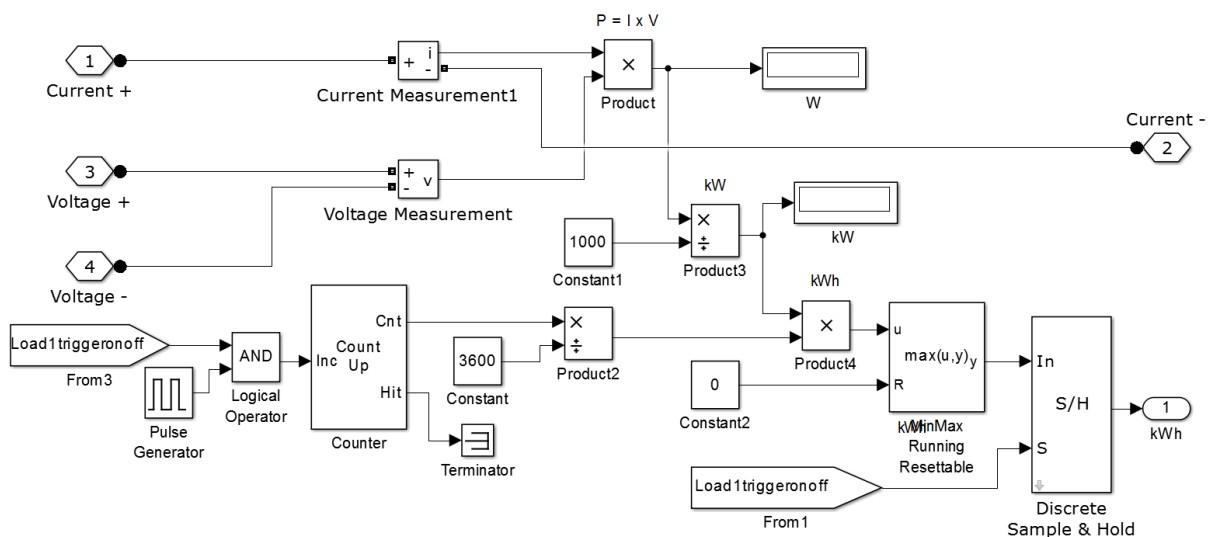 P = I x V
1
Current +
+
i
-
Current Measurement1
×
Product
W
Current -
2
3
Voltage +
+
-
v
Voltage Measurement
kW
×
÷
Product3
kW
1000
Constant1
4
Voltage -
kWh
×
Product4
Load1triggeronoff
From3
AND
Logical
Operator
Pulse
Generator
Inc
Count
Up
Cnt
Hit
Counter
3600
Constant
×
÷
Product2
Terminator
0
Constant2
u
R
max(u,y)
y
kWh
MinMax
Running
Resettable
In
S
S/H
Discrete
Sample & Hold
1
kWh
Load1triggeronoff
From1